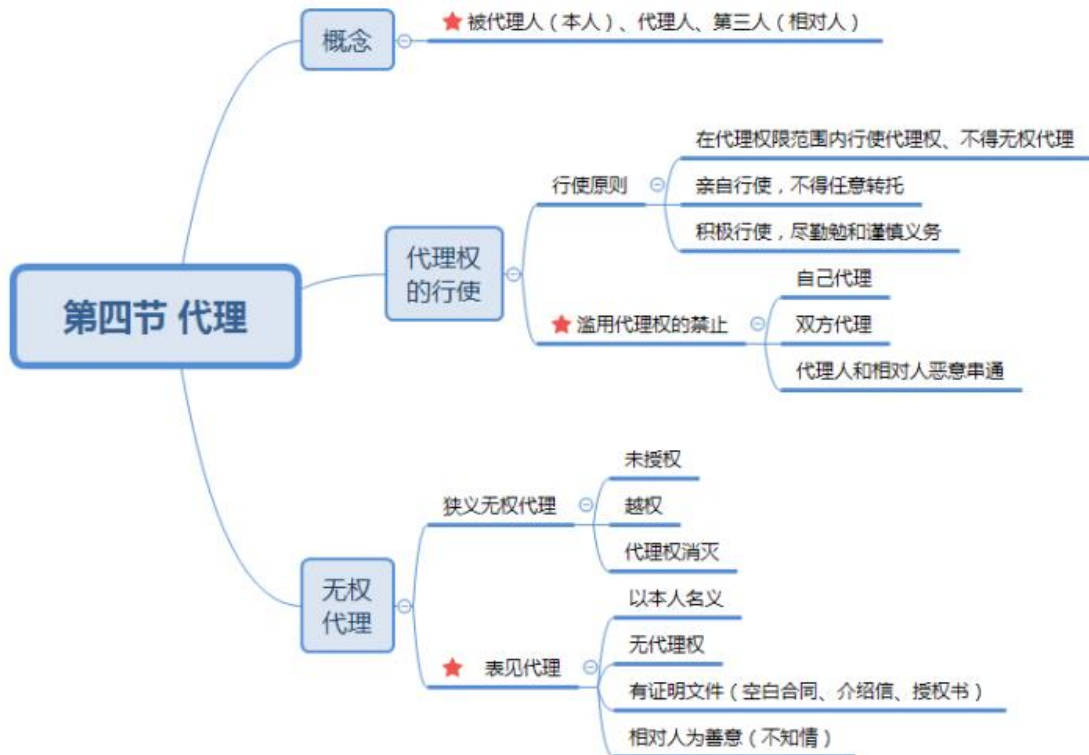 第四节 代理
概念
被代理人（本人）、代理人、第三人（相对人）
代理权
的行使
行使原则
在代理权限范围内行使代理权、不得无权代理
亲自行使，不得任意转托
积极行使，尽勤勉和谨慎义务
滥用代理权的禁止
自己代理
双方代理
代理人和相对人恶意串通
无权
代理
狭义无权代理
未授权
越权
代理权消灭
表见代理
以本人名义
无代理权
有证明文件（空白合同、介绍信、授权书）
相对人为善意（不知情）